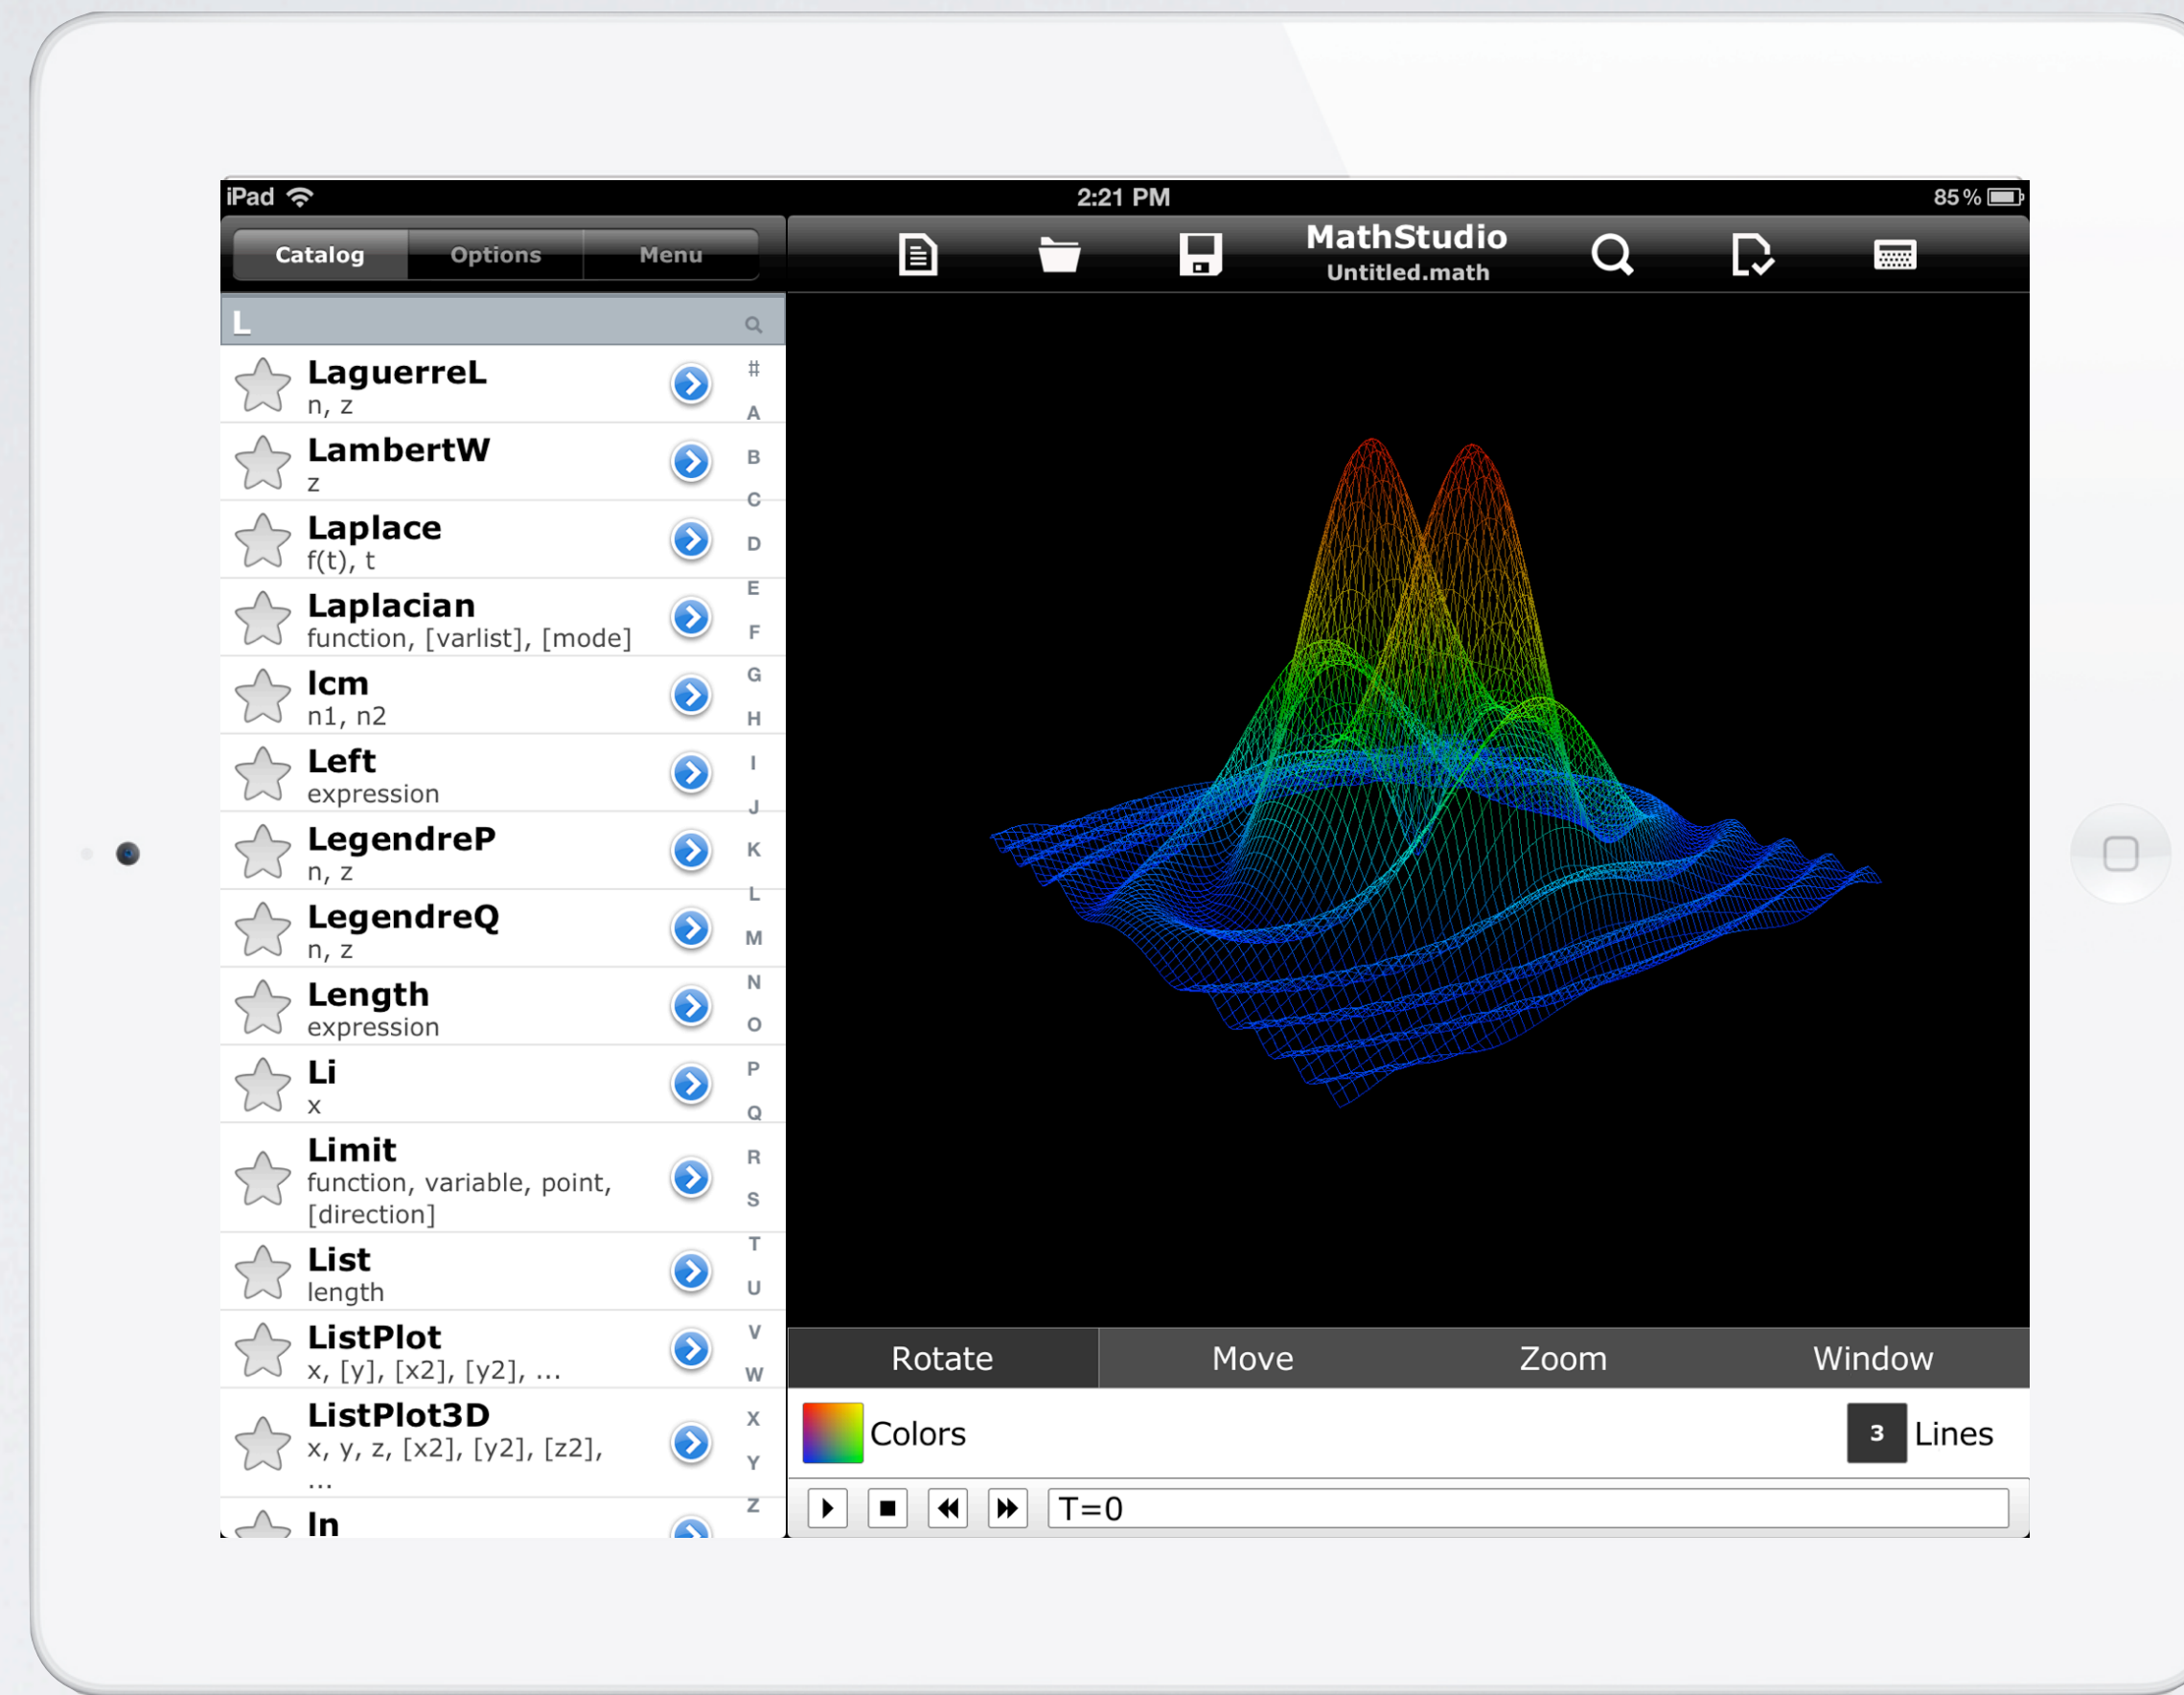 iPad
2:21 PM
85%
Catalog
Options
Menu
MathStudio
Untitled.math
L
LaguerreL
n, z
LambertW
z
Laplace
f(t), t
Laplacian
function, [varlist], [mode]
lcm
n1, n2
Left
expression
LegendreP
n, z
LegendreQ
n, z
Length
expression
Li
x
Limit
function, variable, point,
[direction]
List
length
ListPlot
x, [y], [x2], [y2], ...
ListPlot3D
x, y, z, [x2], [y2], [z2],
...
ln
#
A
B
C
D
E
F
G
H
I
J
K
L
M
N
O
P
Q
R
S
T
U
V
W
X
Y
Z
Rotate
Move
Zoom
Window
Colors
3
Lines
T=0